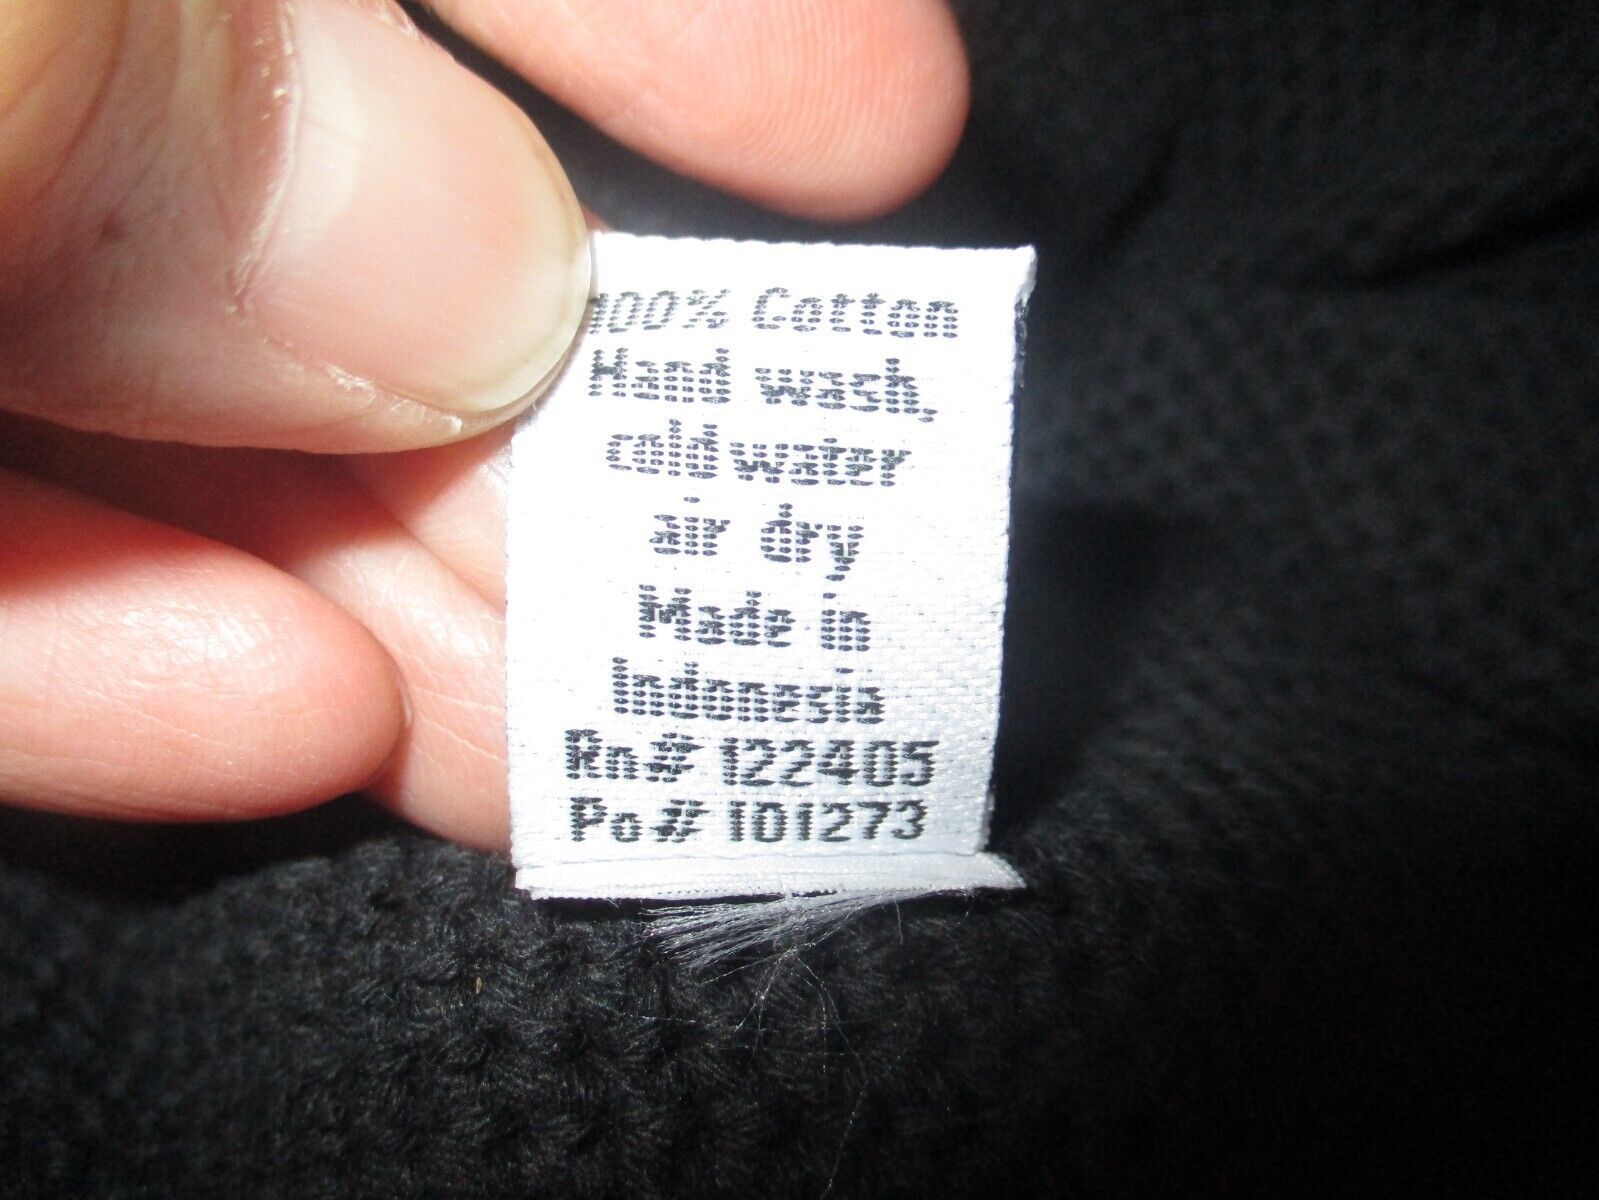 100% Cotton
Hand wash,
cold water
air dry
Made in
Indonesia
Rn# 122405
Po# 101273